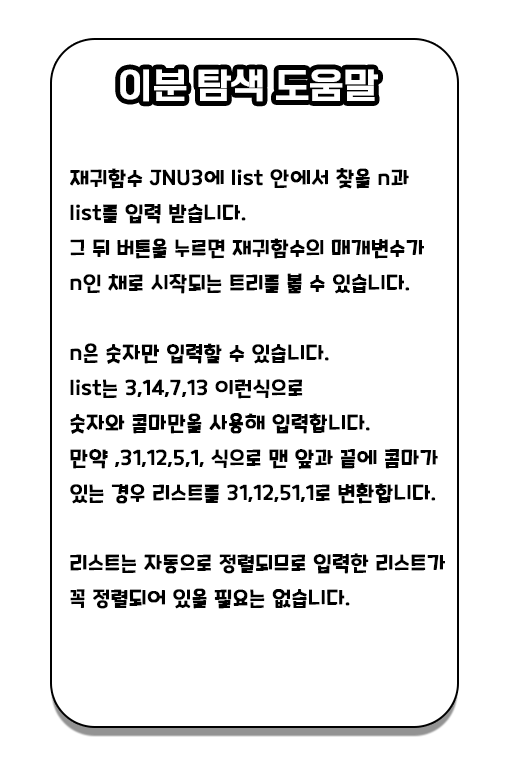 이분 탐색 도움말
재귀함수 JNU3에 list 안에서 찾을 n과
list를 입력 받습니다.
그 뒤 버튼을 누르면 재귀함수의 매개변수가
n인 채로 시작되는 트리를 볼 수 있습니다.
n은 숫자만 입력할 수 있습니다.
list는 3,14,7,13 이런식으로
숫자와 콤마만을 사용해 입력합니다.
만약 ,31,12,5,1, 식으로 맨 앞과 끝에 콤마가
있는 경우 리스트를 31,12,51,1로 변환합니다.
리스트는 자동으로 정렬되므로 입력한 리스트가
꼭 정렬되어 있을 필요는 없습니다.